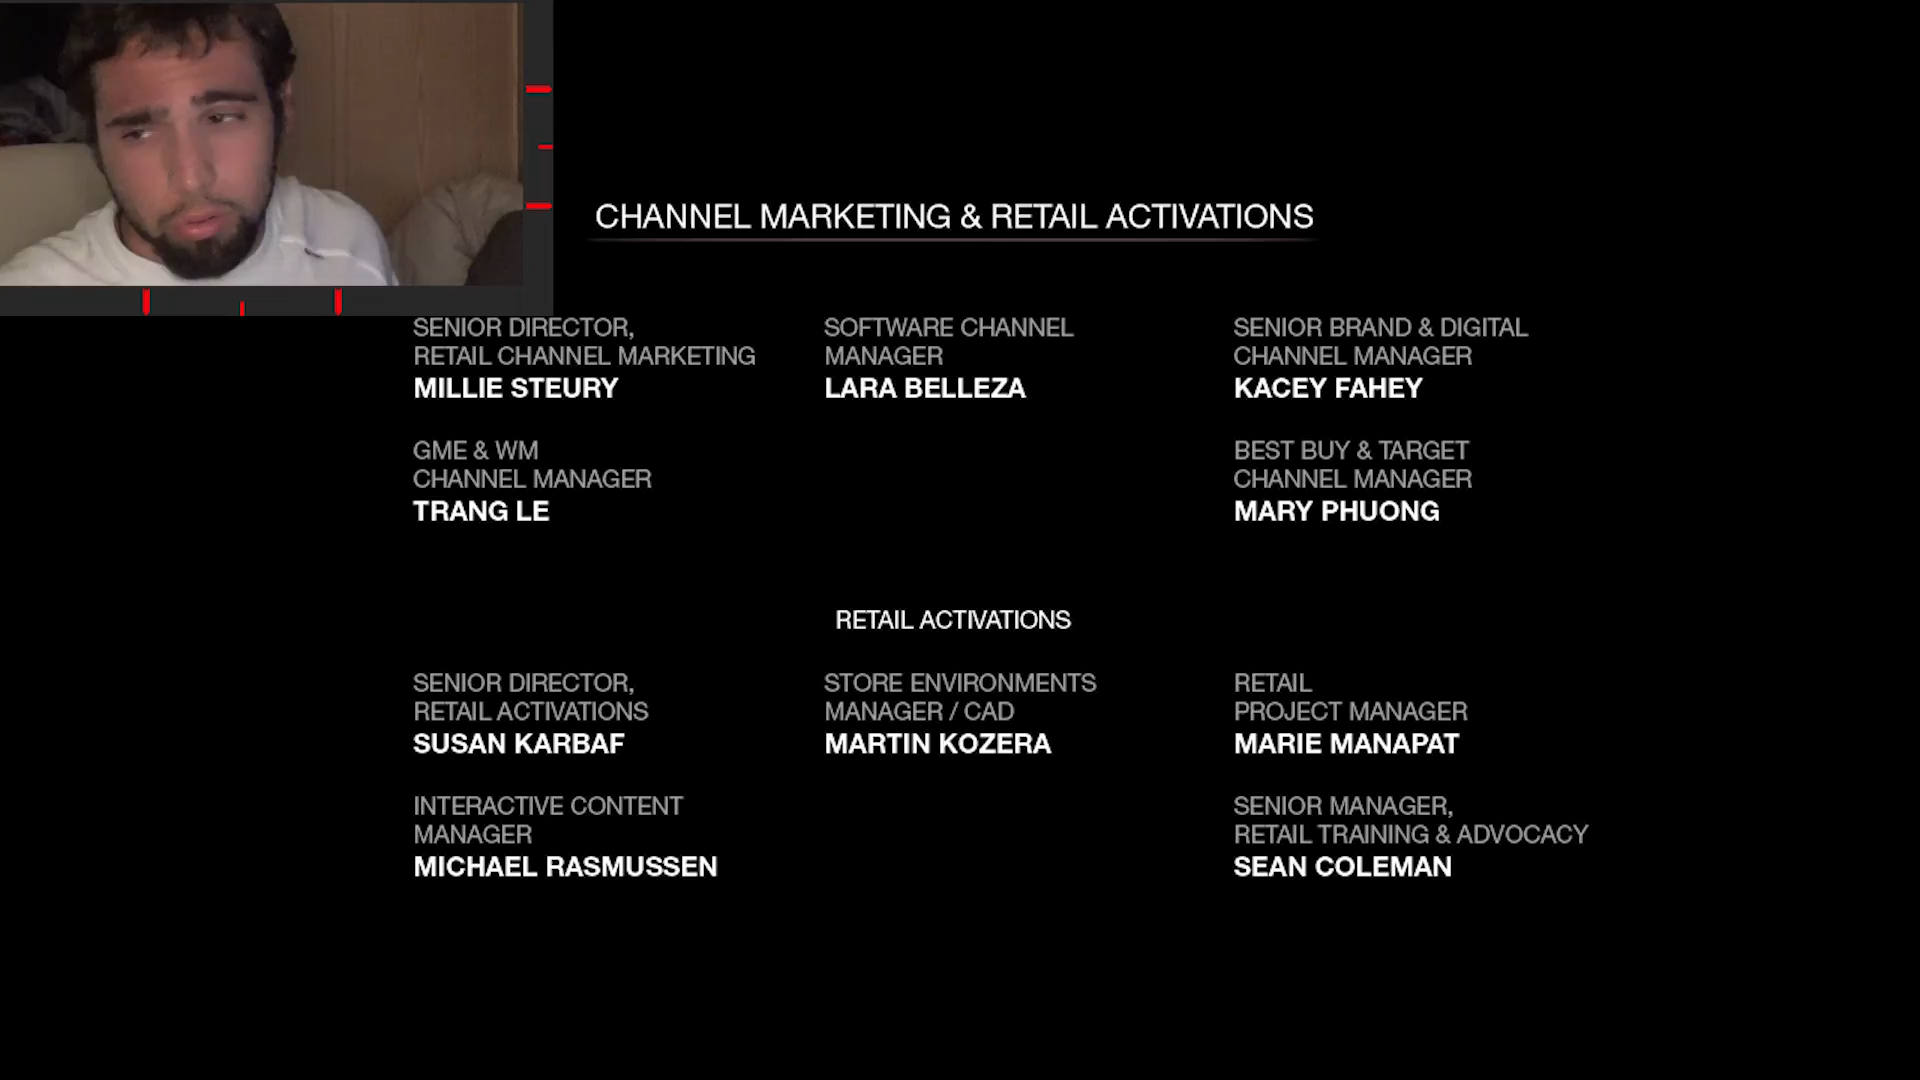 CHANNEL MARKETING & RETAIL ACTIVATIONS
SENIOR DIRECTOR,
RETAIL CHANNEL MARKETING
MILLIE STEURY
SOFTWARE CHANNEL
MANAGER
LARA BELLEZA
SENIOR BRAND & DIGITAL
CHANNEL MANAGER
KACEY FAHEY
GME & WM
CHANNEL MANAGER
TRANG LE
BEST BUY & TARGET
CHANNEL MANAGER
MARY PHUONG
RETAIL ACTIVATIONS
SENIOR DIRECTOR,
RETAIL ACTIVATIONS
SUSAN KARBAF
STORE ENVIRONMENTS
MANAGER / CAD
MARTIN KOZERA
RETAIL
PROJECT MANAGER
MARIE MANAPAT
INTERACTIVE CONTENT
MANAGER
MICHAEL RASMUSSEN
SENIOR MANAGER,
RETAIL TRAINING & ADVOCACY
SEAN COLEMAN